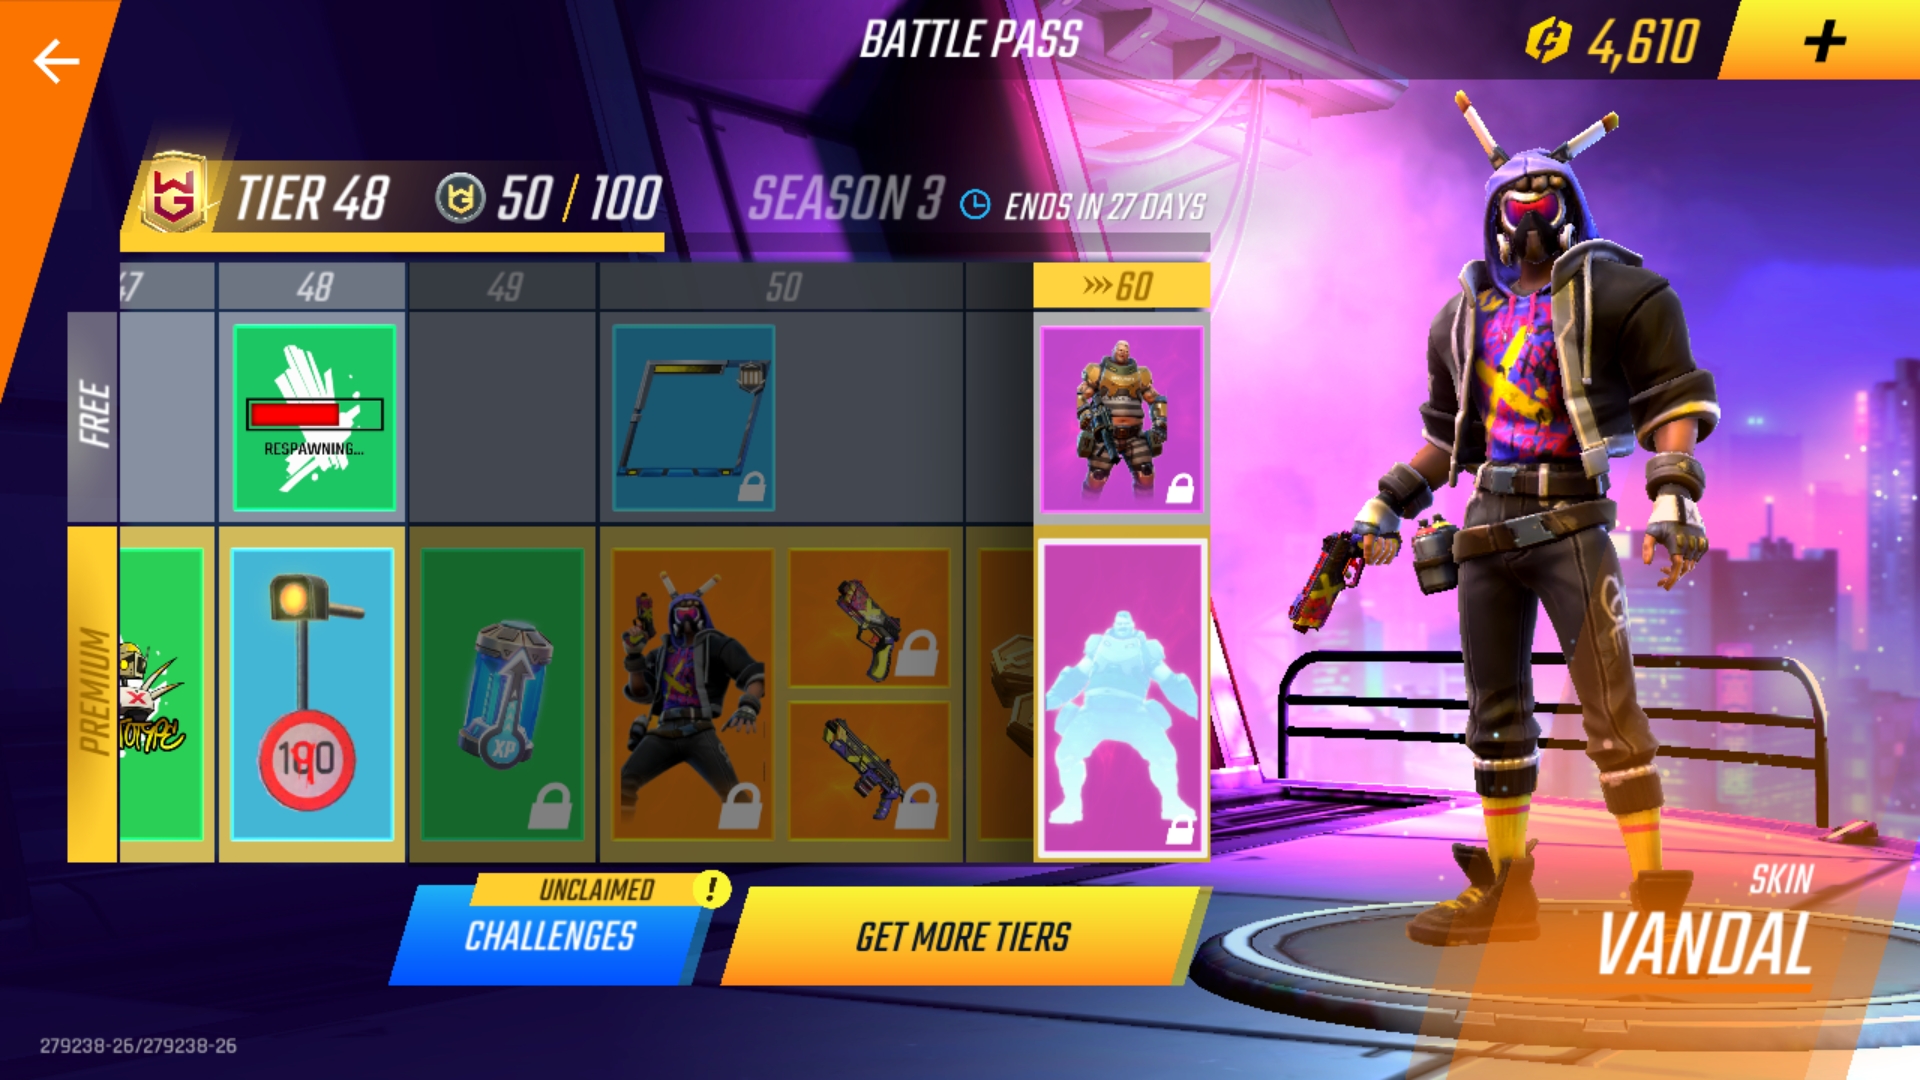 BATTLE PASS
4,610 +
TIER 48 50 / 100 SEASON 3 ENDS IN 27 DAYS
47 48 49 50 >>> 60
FREE
RESPAWNING...
PREMIUM
XP
UNCLAIMED !
CHALLENGES
GET MORE TIERS
SKIN
VANDAL
279238-26/279238-26